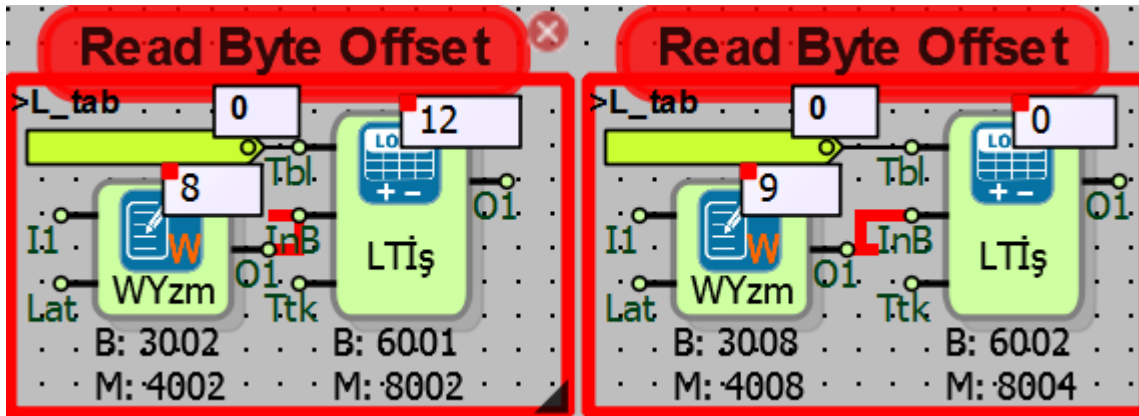 Read Byte Offset
>L_tab
0
12
Tbl
8
I1
InB
O1
LTİş
W
WYzm
O1
Lat
Ttk
B: 3002
B: 6001
M: 4002
M: 8002
Read Byte Offset
>L_tab
0
0
Tbl
9
I1
InB
O1
LTİş
W
WYzm
O1
Lat
Ttk
B: 3008
B: 6002
M: 4008
M: 8004